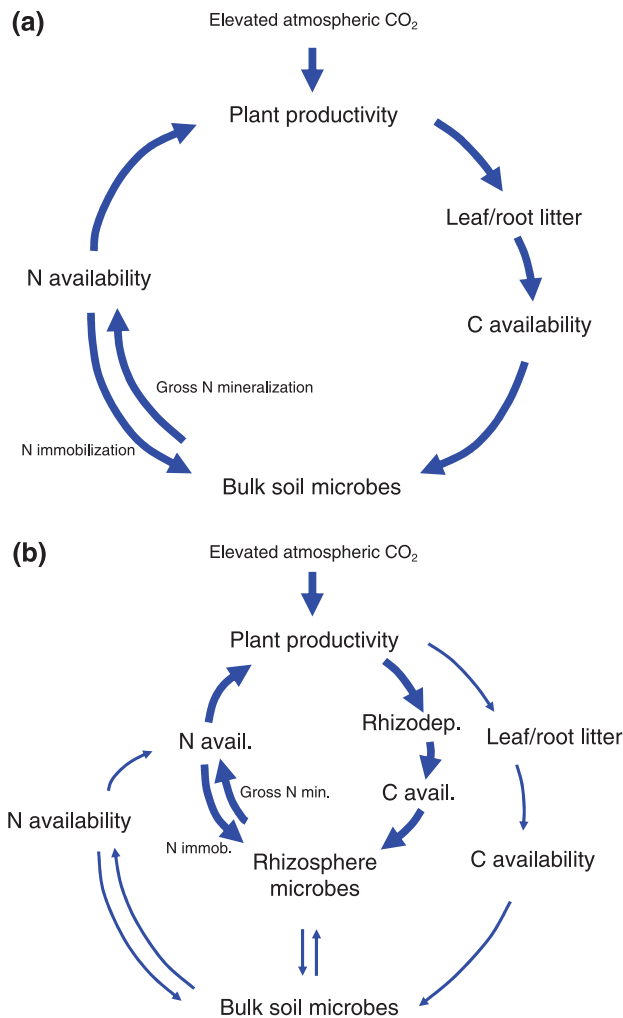 (a)
Elevated atmospheric CO₂
Plant productivity
Leaf/root litter
N availability
C availability
Gross N mineralization
N immobilization
Bulk soil microbes
(b)
Elevated atmospheric CO₂
Plant productivity
Rhizodep.
Leaf/root litter
N avail.
Gross N min.
C avail.
N availability
N immob.
Rhizosphere
microbes
C availability
Bulk soil microbes